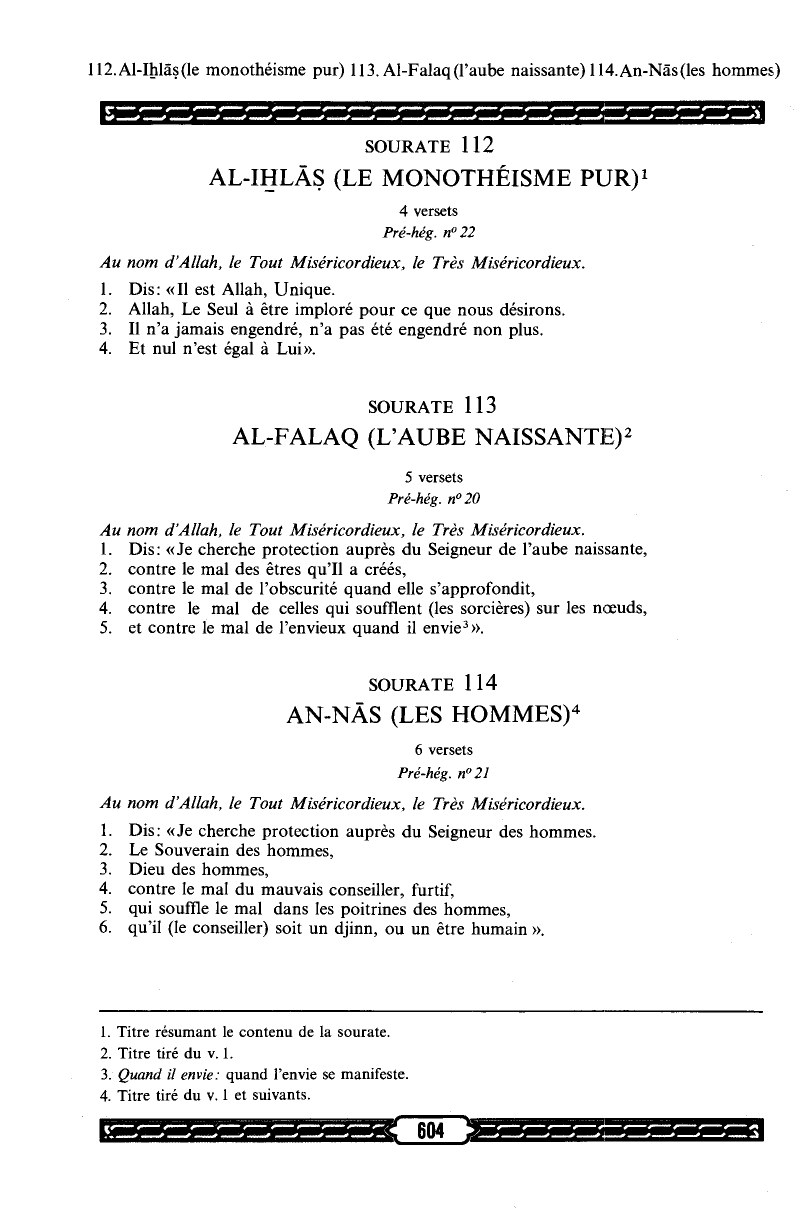 112.Al-Iẖlāṣ(le monothéisme pur) 113. Al-Falaq(l'aube naissante)114.An-Nās(les hommes)
SOURATE 112
AL-IH̱LĀṢ (LE MONOTHÉISME PUR)¹
4 versets
Pré-hég. nº 22
Au nom d'Allah, le Tout Miséricordieux, le Très Miséricordieux.
1. Dis: «Il est Allah, Unique.
2. Allah, Le Seul à être imploré pour ce que nous désirons.
3. Il n'a jamais engendré, n'a pas été engendré non plus.
4. Et nul n'est égal à Lui».
SOURATE 113
AL-FALAQ (L'AUBE NAISSANTE)²
5 versets
Pré-hég. nº 20
Au nom d'Allah, le Tout Miséricordieux, le Très Miséricordieux.
1. Dis: «Je cherche protection auprès du Seigneur de l'aube naissante,
2. contre le mal des êtres qu'Il a créés,
3. contre le mal de l'obscurité quand elle s'approfondit,
4. contre le mal de celles qui soufflent (les sorcières) sur les nœuds,
5. et contre le mal de l'envieux quand il envie³».
SOURATE 114
AN-NĀS (LES HOMMES)⁴
6 versets
Pré-hég. nº 21
Au nom d'Allah, le Tout Miséricordieux, le Très Miséricordieux.
1. Dis: «Je cherche protection auprès du Seigneur des hommes.
2. Le Souverain des hommes,
3. Dieu des hommes,
4. contre le mal du mauvais conseiller, furtif,
5. qui souffle le mal dans les poitrines des hommes,
6. qu'il (le conseiller) soit un djinn, ou un être humain ».
1. Titre résumant le contenu de la sourate.
2. Titre tiré du v. 1.
3. Quand il envie: quand l'envie se manifeste.
4. Titre tiré du v. 1 et suivants.
604